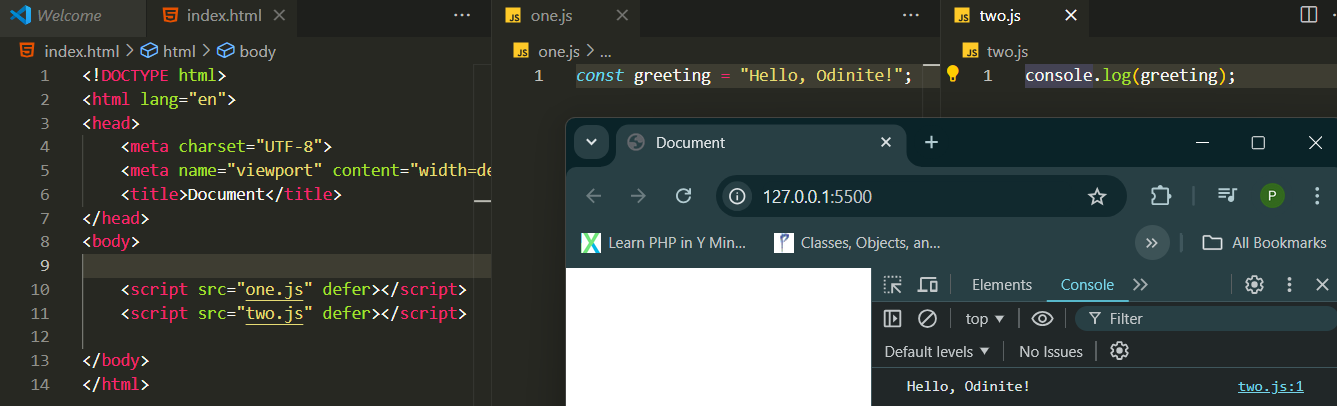 Welcome
index.html
index.html > html > body
1 <!DOCTYPE html>
2 <html lang="en">
3 <head>
4 <meta charset="UTF-8">
5 <meta name="viewport" content="width=de
6 <title>Document</title>
7 </head>
8 <body>
9
10 <script src="one.js" defer></script>
11 <script src="two.js" defer></script>
12
13 </body>
14 </html>
JS one.js
JS one.js > ...
1 const greeting = "Hello, Odinite!";
JS two.js
JS two.js
1 console.log(greeting);
Document
127.0.0.1:5500
P
Learn PHP in Y Min...
Classes, Objects, an...
All Bookmarks
Elements
Console
top
Filter
Default levels
No Issues
Hello, Odinite! two.js:1